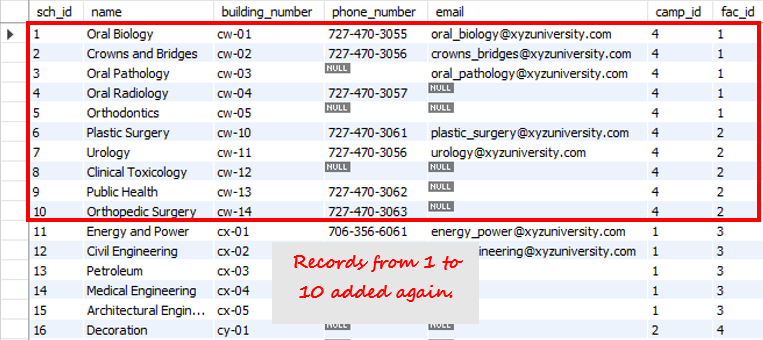 sch_id name building_number phone_number email camp_id fac_id
1 Oral Biology cw-01 727-470-3055 oral_biology@xyzuniversity.com 4 1
2 Crowns and Bridges cw-02 727-470-3056 crowns_bridges@xyzuniversity.com 4 1
3 Oral Pathology cw-03 NULL oral_pathology@xyzuniversity.com 4 1
4 Oral Radiology cw-04 727-470-3057 NULL 4 1
5 Orthodontics cw-05 NULL NULL 4 1
6 Plastic Surgery cw-10 727-470-3061 plastic_surgery@xyzuniversity.com 4 2
7 Urology cw-11 727-470-3056 urology@xyzuniversity.com 4 2
8 Clinical Toxicology cw-12 NULL NULL 4 2
9 Public Health cw-13 727-470-3062 NULL 4 2
10 Orthopedic Surgery cw-14 727-470-3063 NULL 4 2
11 Energy and Power cx-01 706-356-6061 energy_power@xyzuniversity.com 1 3
12 Civil Engineering cx-02 ineering@xyzuniversity.com 1 3
13 Petroleum cx-03 1 3
14 Medical Engineering cx-04 1 3
15 Architectural Engin... cx-05 1 3
16 Decoration cy-01 NULL NULL 2 4
Records from 1 to
10 added again.